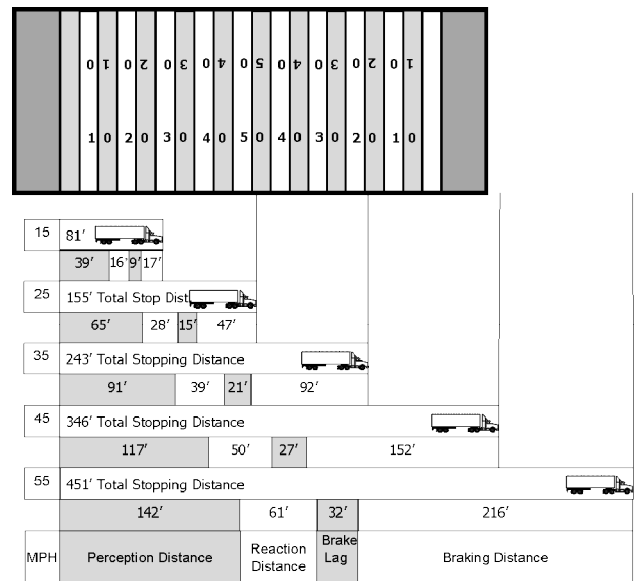 0 1 0 2 0 3 0 4 0 5 0 4 0 3 0 2 0 1
1 0 2 0 3 0 4 0 5 0 4 0 3 0 2 0 1 0
15 81′
39′ 16′ 9′ 17′
25 155′ Total Stop Dist
65′ 28′ 15′ 47′
35 243′ Total Stopping Distance
91′ 39′ 21′ 92′
45 346′ Total Stopping Distance
117′ 50′ 27′ 152′
55 451′ Total Stopping Distance
142′ 61′ 32′ 216′
MPH Perception Distance
Reaction
Distance
Brake
Lag
Braking Distance